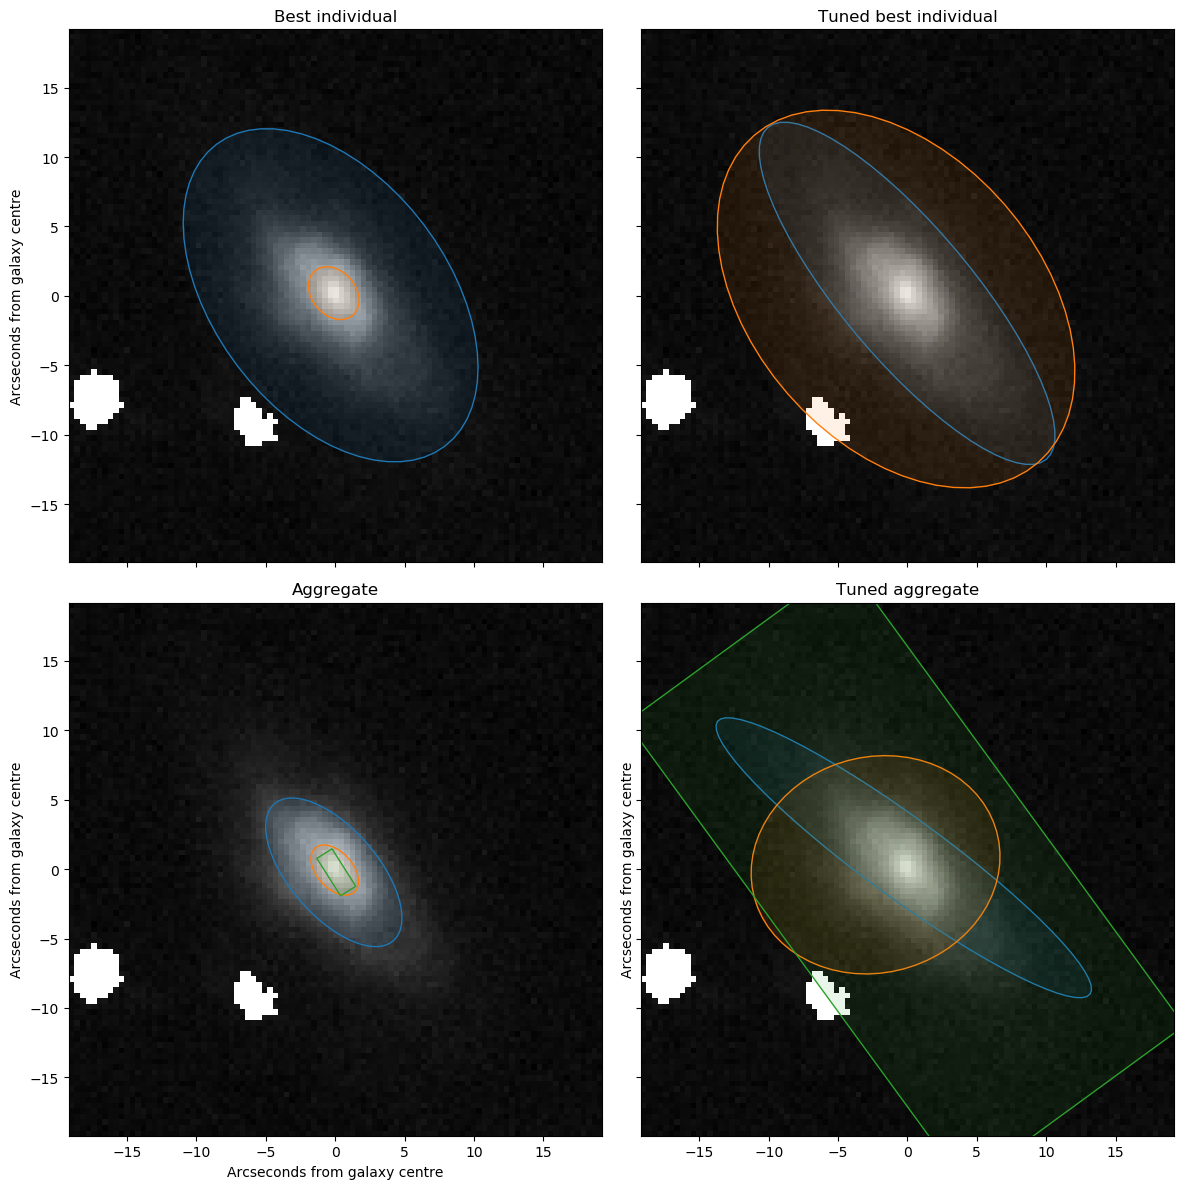 Best individual
Tuned best individual
15
10
5
0
−5
−10
−15
Arcseconds from galaxy centre
Aggregate
Tuned aggregate
15
10
5
0
−5
−10
−15
Arcseconds from galaxy centre
Arcseconds from galaxy centre
−15 −10 −5 0 5 10 15
−15 −10 −5 0 5 10 15
Arcseconds from galaxy centre